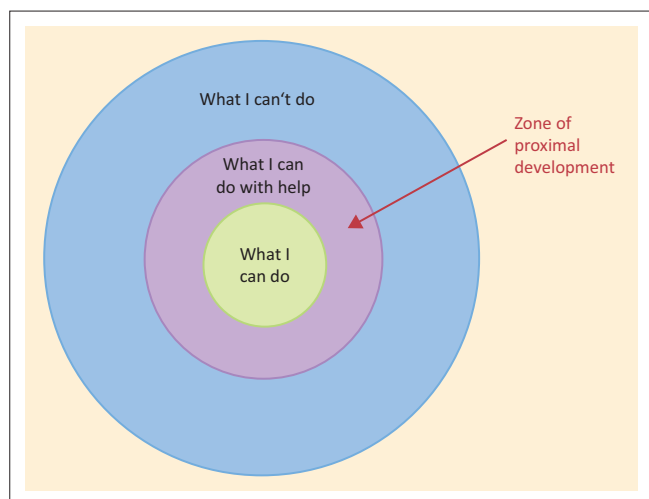 What I can‘t do
Zone of
proximal
development
What I can
do with help
What I
can do